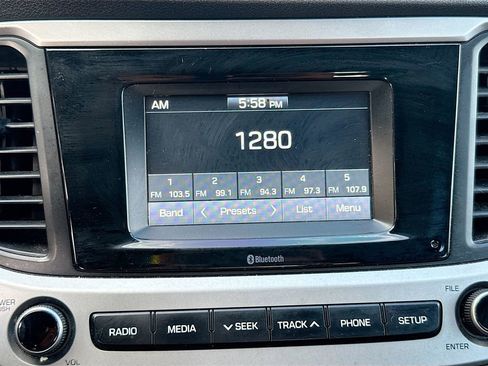 AM 5:58 PM
1280
1 2 3 4 5
FM 103.5 FM 99.1 FM 94.3 FM 97.3 FM 107.9
Band < Presets > List Menu
Bluetooth
POWER
PUSH
VOL
RADIO MEDIA ∨ SEEK TRACK ∧ PHONE SETUP
FILE
ENTER